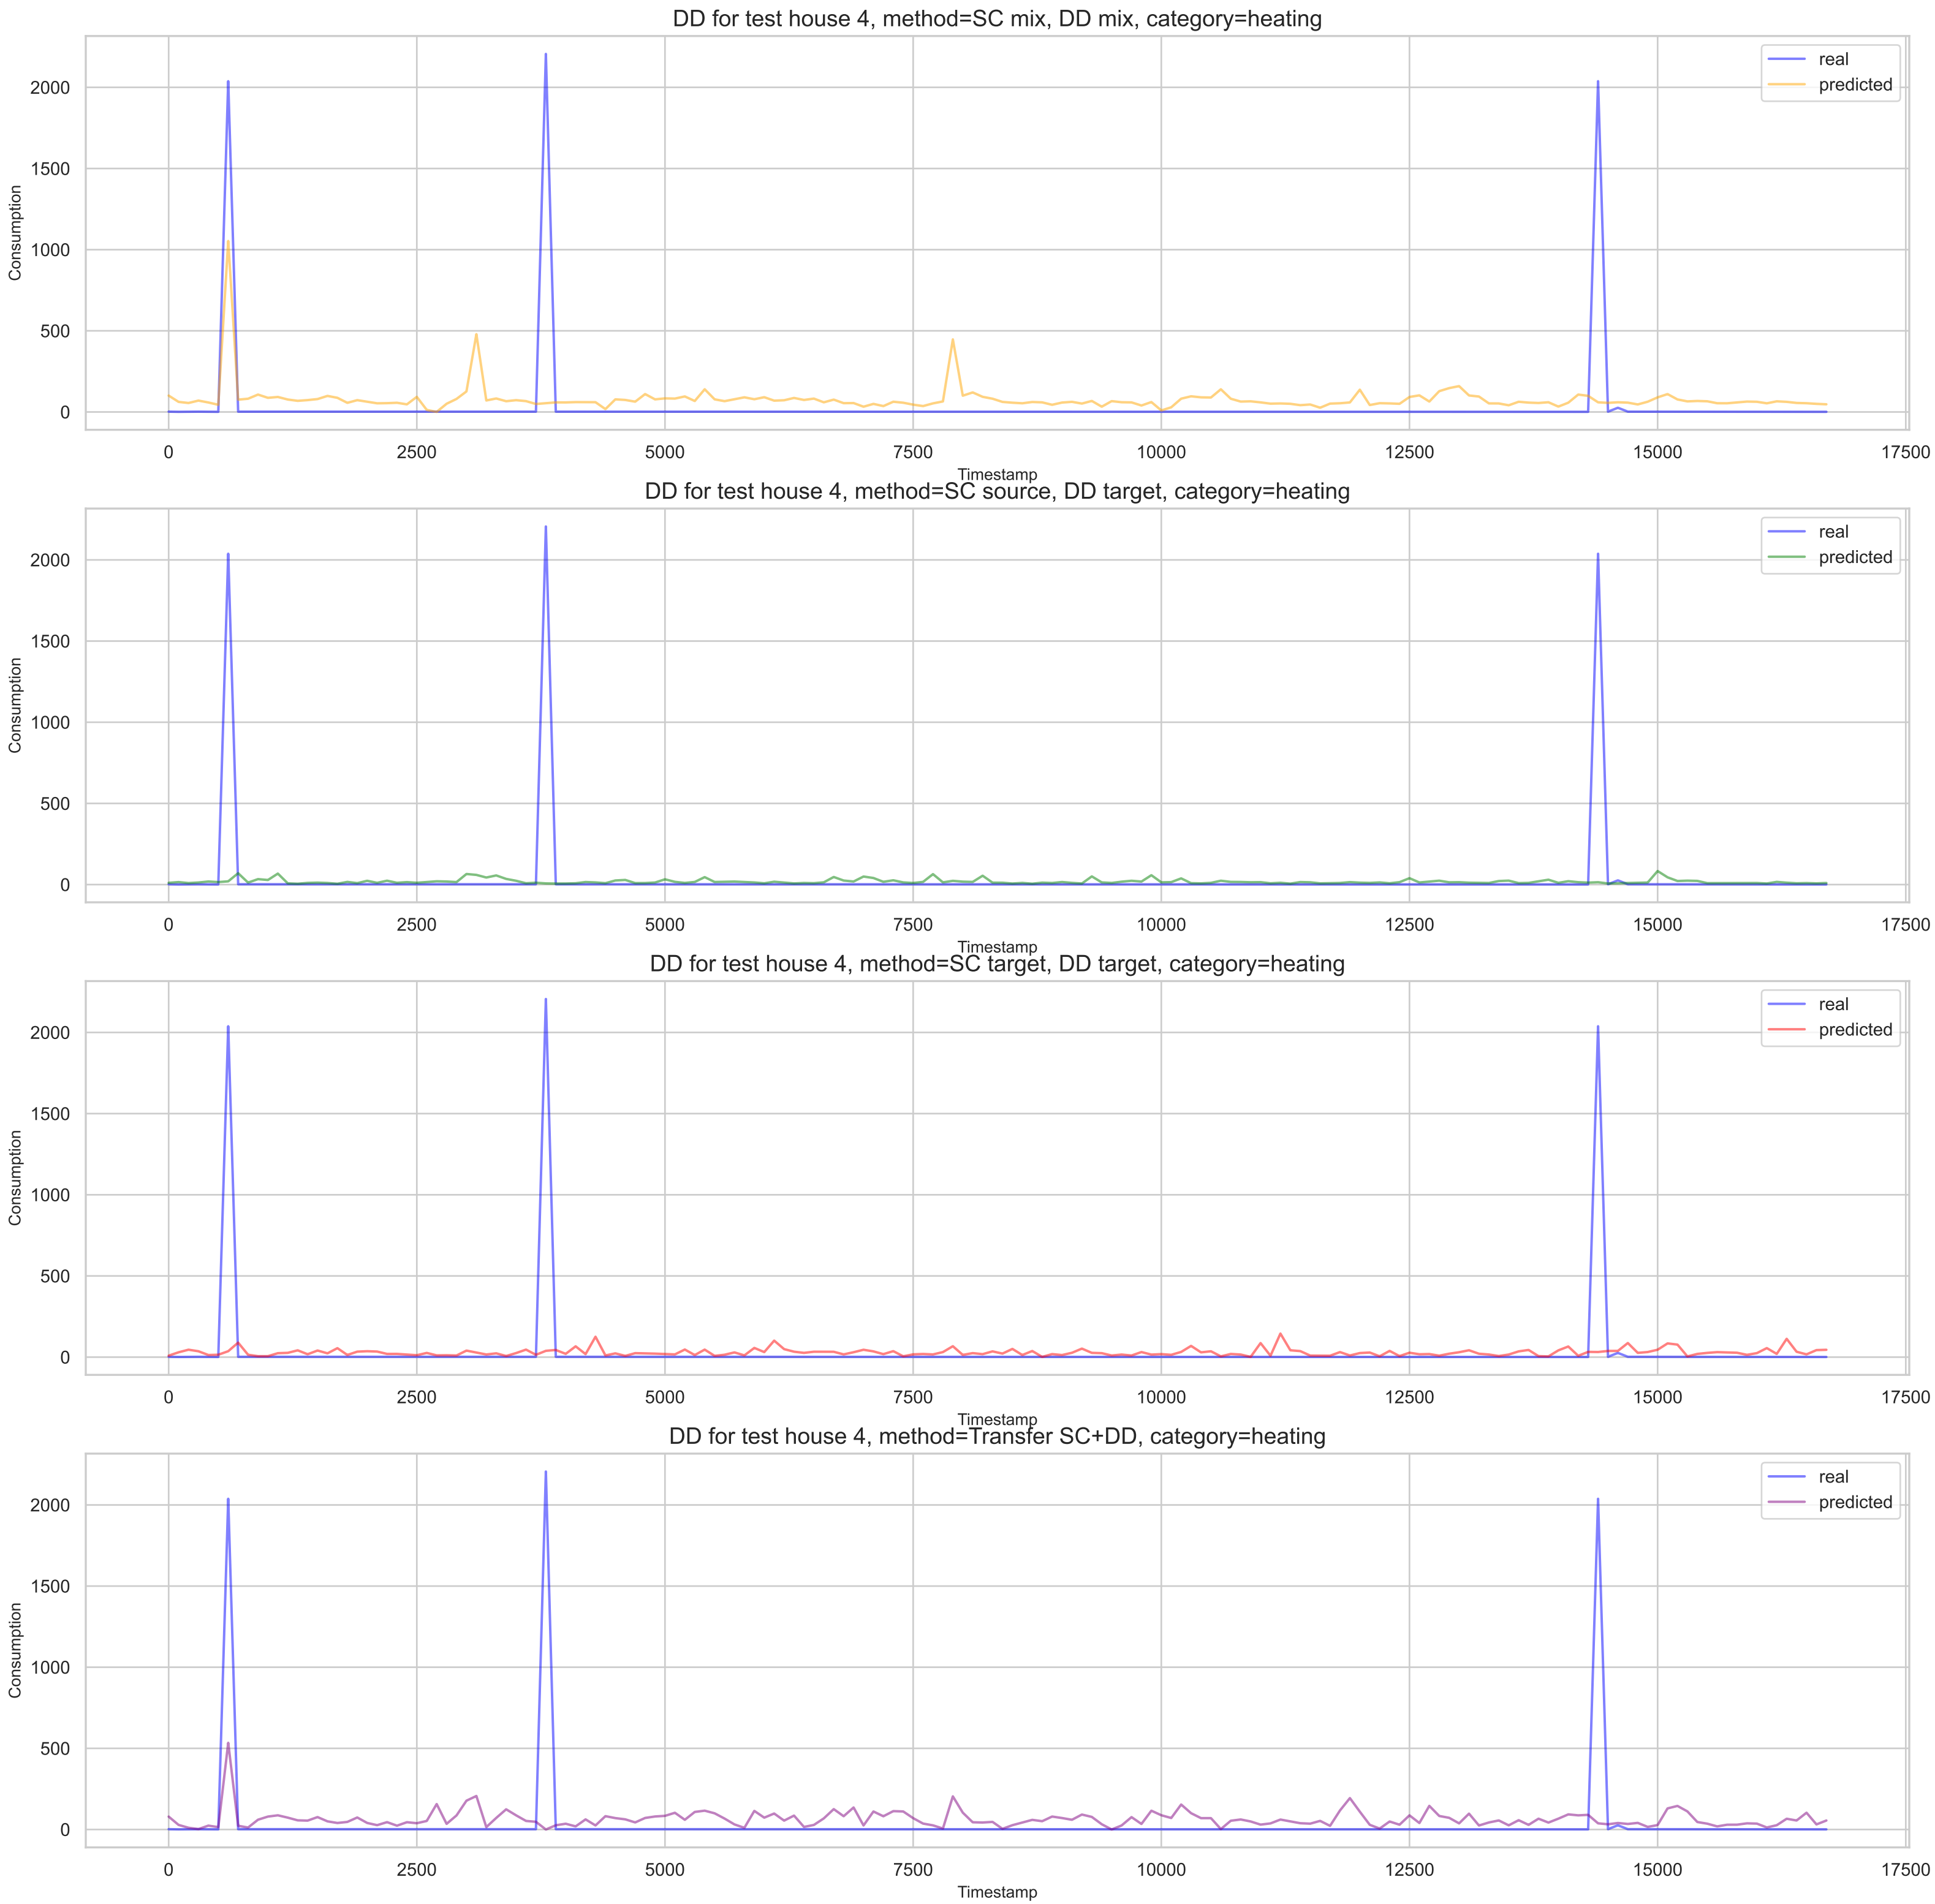 DD for test house 4, method=SC mix, DD mix, category=heating
real
predicted
2000
1500
1000
500
0
Consumption
0 2500 5000 7500 10000 12500 15000 17500
Timestamp
DD for test house 4, method=SC source, DD target, category=heating
real
predicted
2000
1500
1000
500
0
Consumption
0 2500 5000 7500 10000 12500 15000 17500
Timestamp
DD for test house 4, method=SC target, DD target, category=heating
real
predicted
2000
1500
1000
500
0
Consumption
0 2500 5000 7500 10000 12500 15000 17500
Timestamp
DD for test house 4, method=Transfer SC+DD, category=heating
real
predicted
2000
1500
1000
500
0
Consumption
0 2500 5000 7500 10000 12500 15000 17500
Timestamp